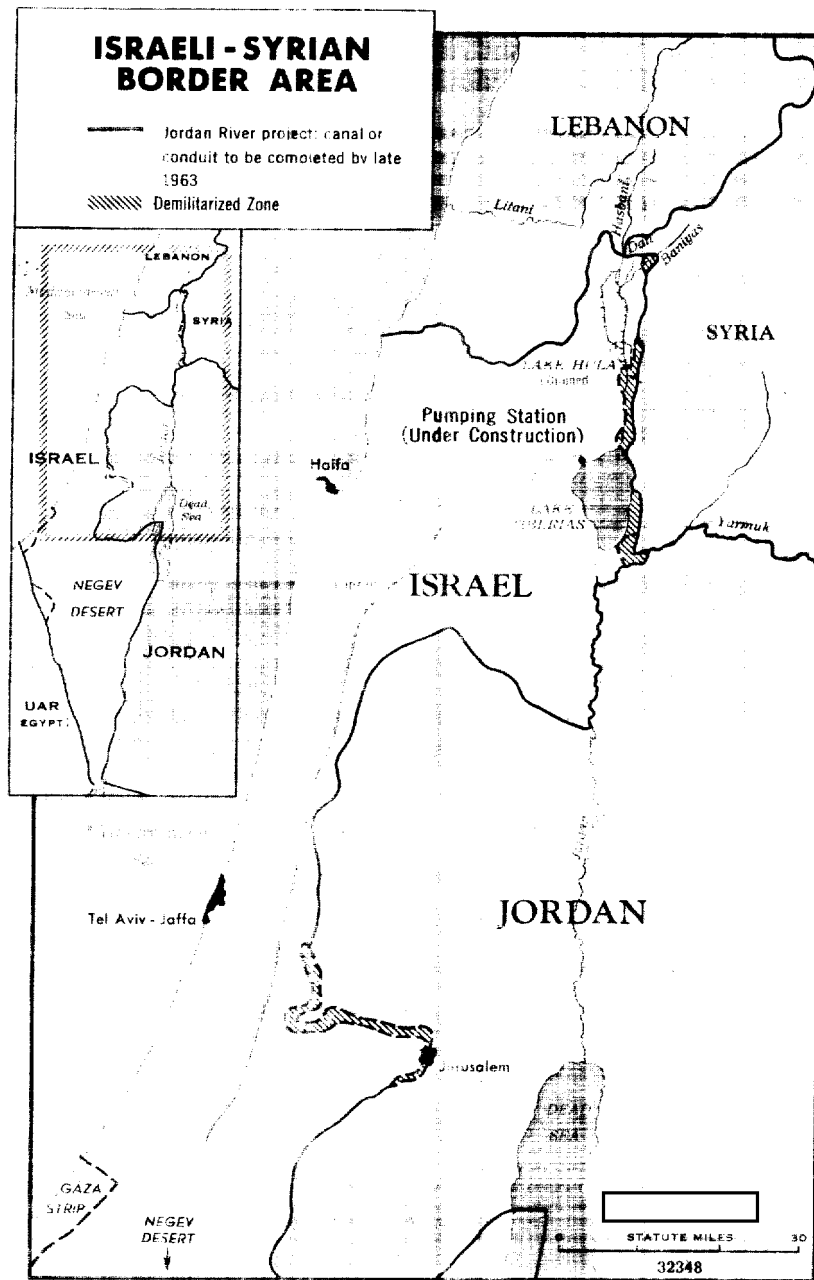 ISRAELI - SYRIAN
BORDER AREA
Jordan River project: canal or
conduit to be completed by late
1963
Demilitarized Zone
LEBANON
SYRIA
ISRAEL
Dead
Sea
NEGEV
DESERT
JORDAN
UAR
EGYPT
LEBANON
Litani
Hasbani
Dan
Baniyas
SYRIA
LAKE HULA
Pumping Station
(Under Construction)
Haifa
LAKE
TIBERIAS
Yarmuk
ISRAEL
Tel Aviv - Jaffa
JORDAN
Jerusalem
DEAD
SEA
GAZA
STRIP
NEGEV
DESERT
STATUTE MILES
0 30
32348